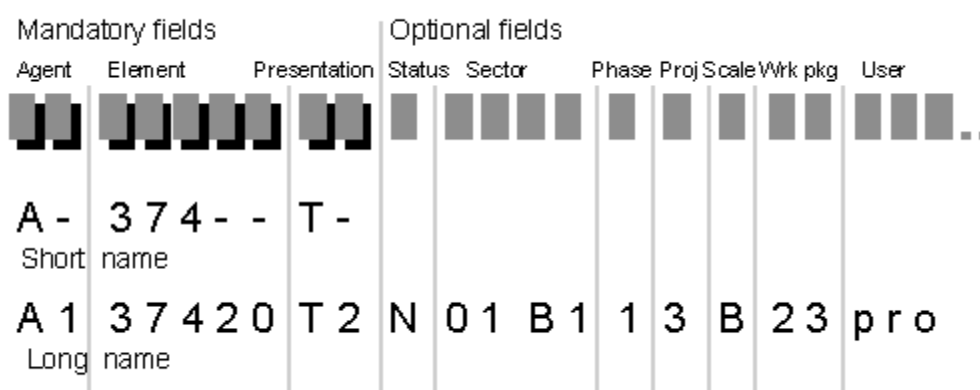 Mandatory fields Optional fields
Agent Element Presentation Status Sector Phase Proj Scale Wrk pkg User
A - 3 7 4 - - T -
Short name
A 1 3 7 4 2 0 T 2 N 0 1 B 1 1 3 B 2 3 p r o
Long name